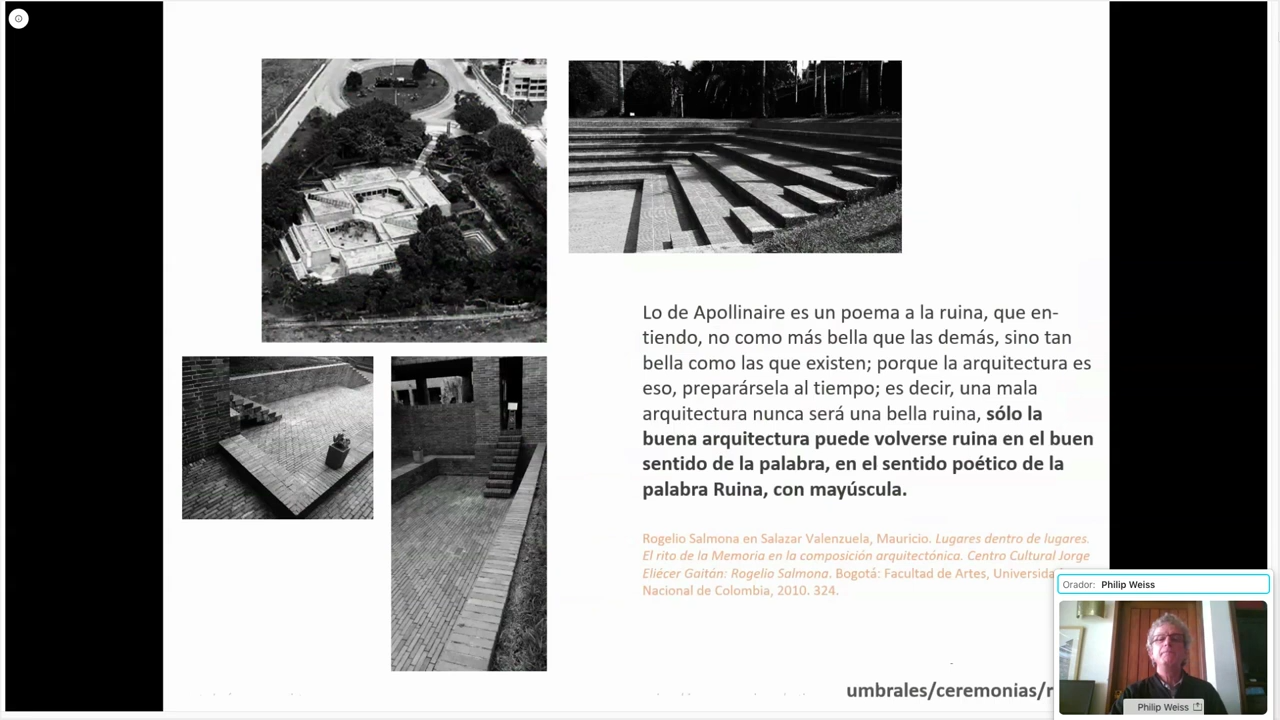 Lo de Apollinaire es un poema a la ruina, que en-
tiendo, no como más bella que las demás, sino tan
bella como las que existen; porque la arquitectura es
eso, preparársela al tiempo; es decir, una mala
arquitectura nunca será una bella ruina, sólo la
buena arquitectura puede volverse ruina en el buen
sentido de la palabra, en el sentido poético de la
palabra Ruina, con mayúscula.
Rogelio Salmona en Salazar Valenzuela, Mauricio. Lugares dentro de lugares.
El rito de la Memoria en la composición arquitectónica. Centro Cultural Jorge
Eliécer Gaitán: Rogelio Salmona. Bogotá: Facultad de Artes, Universida
Nacional de Colombia, 2010. 324.
umbrales/ceremonias/r
Orador: Philip Weiss
Philip Weiss